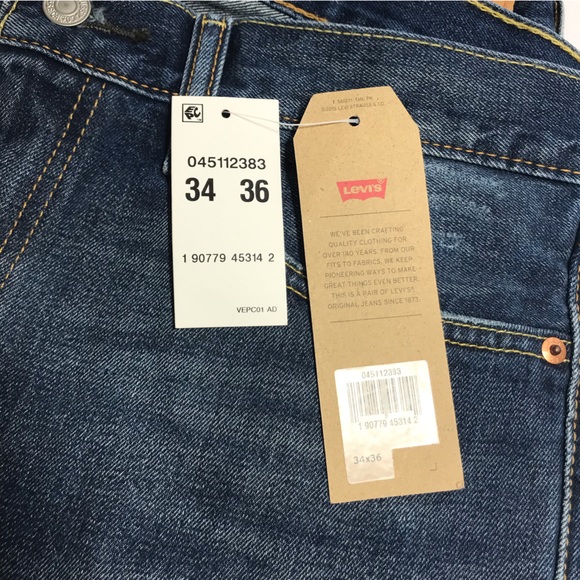 045112383
34 36
1 90779 45314 2
VEPC01 AD
LEVI'S
WE'VE BEEN CRAFTING
QUALITY CLOTHING FOR
OVER 140 YEARS. FROM OUR
FITS TO FABRICS, WE KEEP
PIONEERING WAYS TO MAKE
GREAT THINGS EVEN BETTER.
THIS IS A PAIR OF LEVI'S®
ORIGINAL JEANS SINCE 1873.
045112383
1 90779 45314 2
34x36